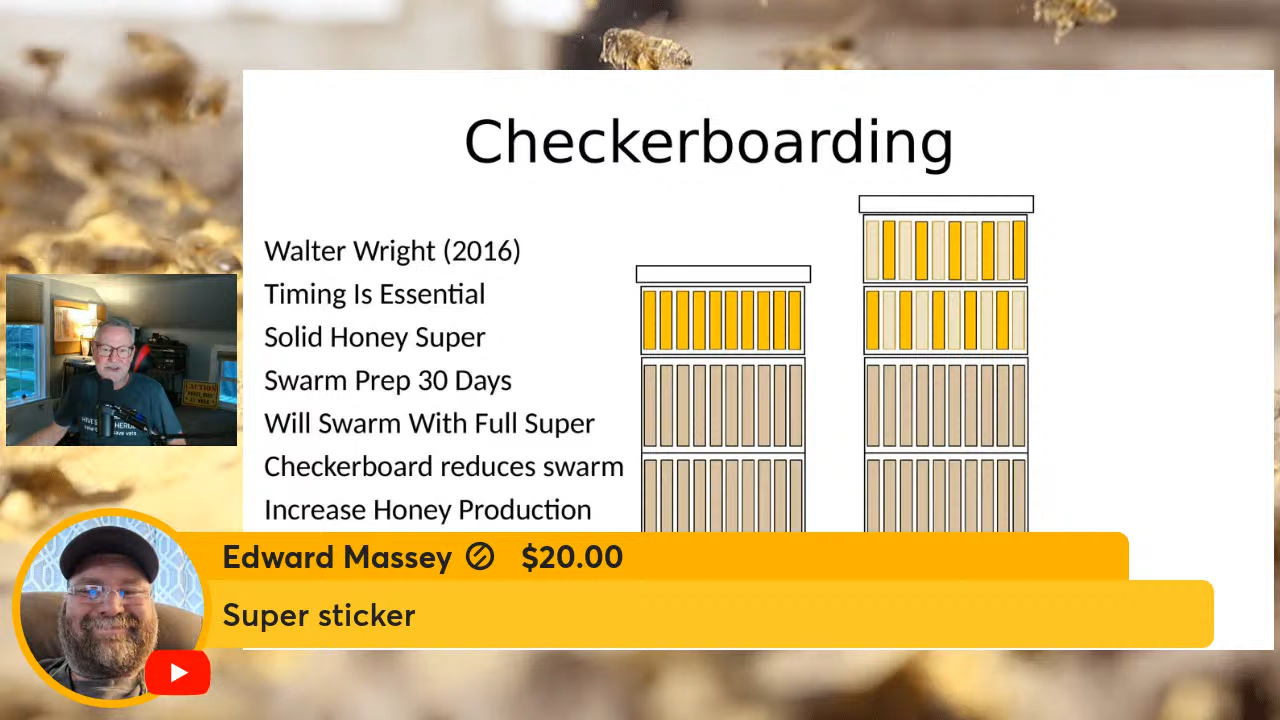 Checkerboarding
Walter Wright (2016)
Timing Is Essential
Solid Honey Super
Swarm Prep 30 Days
Will Swarm With Full Super
Checkerboard reduces swarm
Increase Honey Production
CAUTION
Edward Massey $20.00
Super sticker